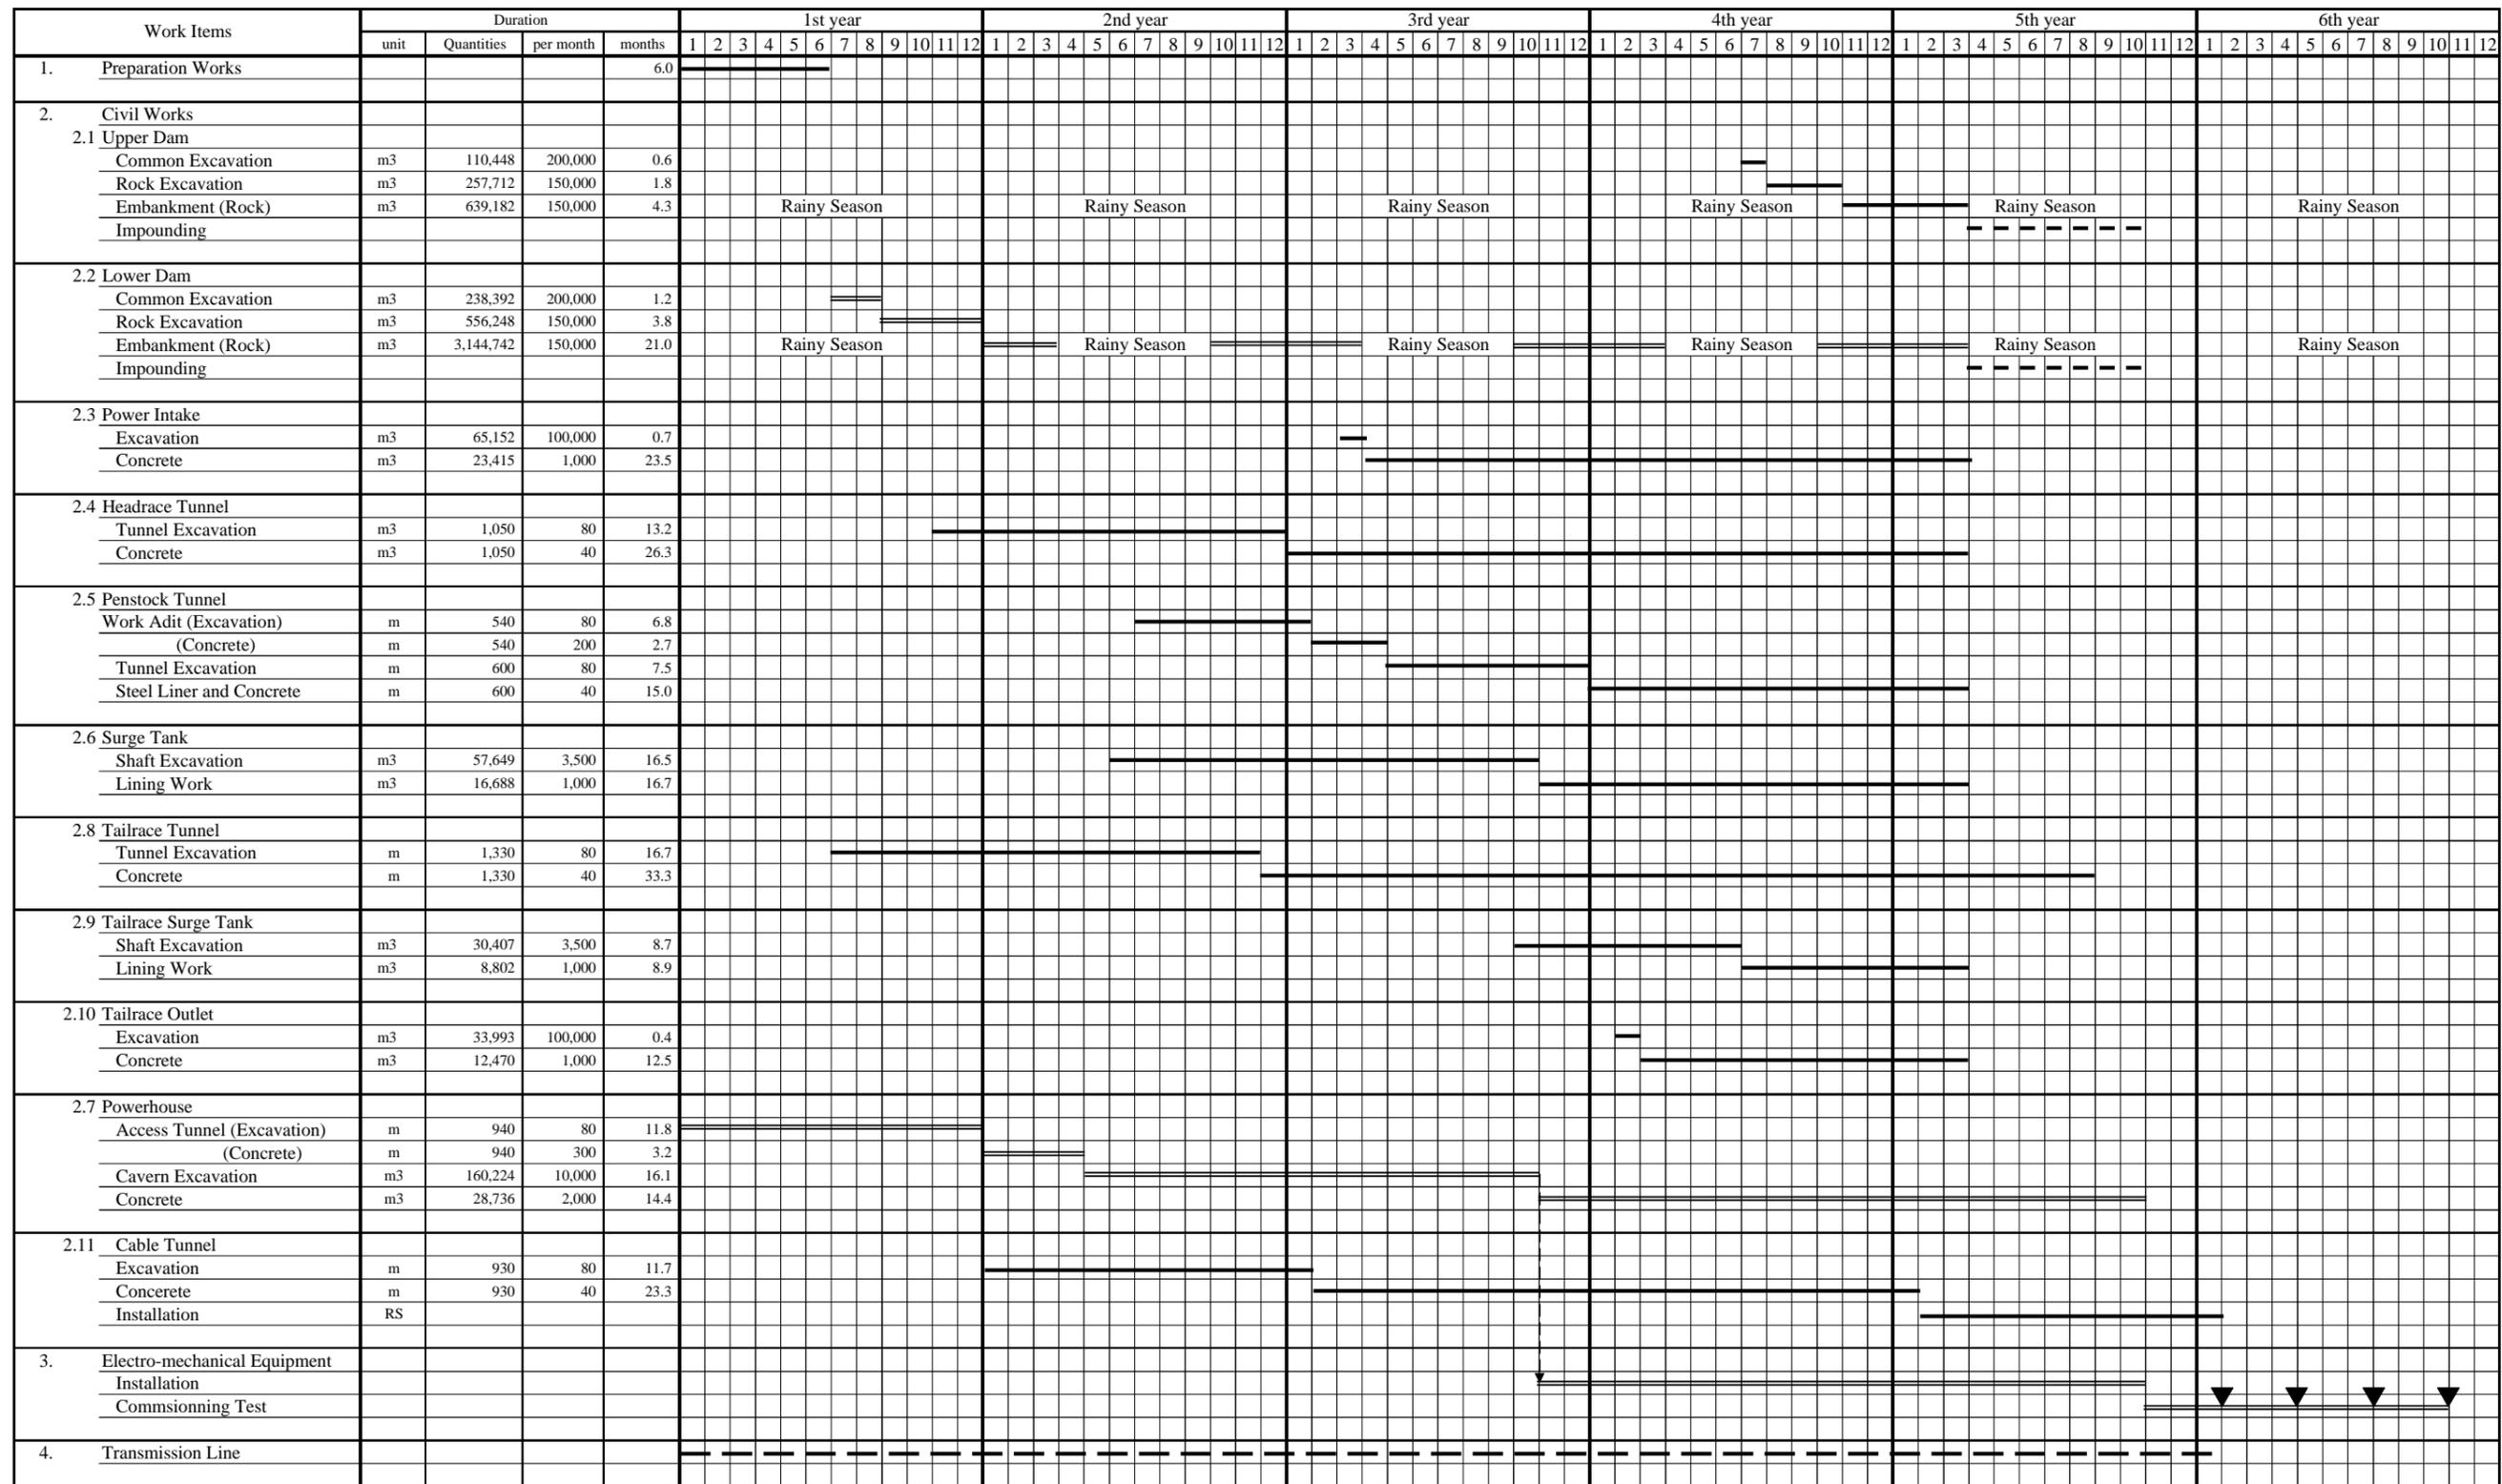 Work Items Duration 1st year 2nd year 3rd year 4th year 5th year 6th year
unit Quantities per month months 1 2 3 4 5 6 7 8 9 10 11 12 1 2 3 4 5 6 7 8 9 10 11 12 1 2 3 4 5 6 7 8 9 10 11 12 1 2 3 4 5 6 7 8 9 10 11 12 1 2 3 4 5 6 7 8 9 10 11 12 1 2 3 4 5 6 7 8 9 10 11 12
1. Preparation Works 6.0
2. Civil Works
2.1 Upper Dam
Common Excavation m3 110,448 200,000 0.6
Rock Excavation m3 257,712 150,000 1.8
Embankment (Rock) m3 639,182 150,000 4.3 Rainy Season Rainy Season Rainy Season Rainy Season Rainy Season Rainy Season
Impounding
2.2 Lower Dam
Common Excavation m3 238,392 200,000 1.2
Rock Excavation m3 556,248 150,000 3.8
Embankment (Rock) m3 3,144,742 150,000 21.0 Rainy Season Rainy Season Rainy Season Rainy Season Rainy Season Rainy Season
Impounding
2.3 Power Intake
Excavation m3 65,152 100,000 0.7
Concrete m3 23,415 1,000 23.5
2.4 Headrace Tunnel
Tunnel Excavation m3 1,050 80 13.2
Concrete m3 1,050 40 26.3
2.5 Penstock Tunnel
Work Adit (Excavation) m 540 80 6.8
(Concrete) m 540 200 2.7
Tunnel Excavation m 600 80 7.5
Steel Liner and Concrete m 600 40 15.0
2.6 Surge Tank
Shaft Excavation m3 57,649 3,500 16.5
Lining Work m3 16,688 1,000 16.7
2.8 Tailrace Tunnel
Tunnel Excavation m 1,330 80 16.7
Concrete m 1,330 40 33.3
2.9 Tailrace Surge Tank
Shaft Excavation m3 30,407 3,500 8.7
Lining Work m3 8,802 1,000 8.9
2.10 Tailrace Outlet
Excavation m3 33,993 100,000 0.4
Concrete m3 12,470 1,000 12.5
2.7 Powerhouse
Access Tunnel (Excavation) m 940 80 11.8
(Concrete) m 940 300 3.2
Cavern Excavation m3 160,224 10,000 16.1
Concrete m3 28,736 2,000 14.4
2.11 Cable Tunnel
Excavation m 930 80 11.7
Concerete m 930 40 23.3
Installation RS
3. Electro-mechanical Equipment
Installation
Commsionning Test
4. Transmission Line